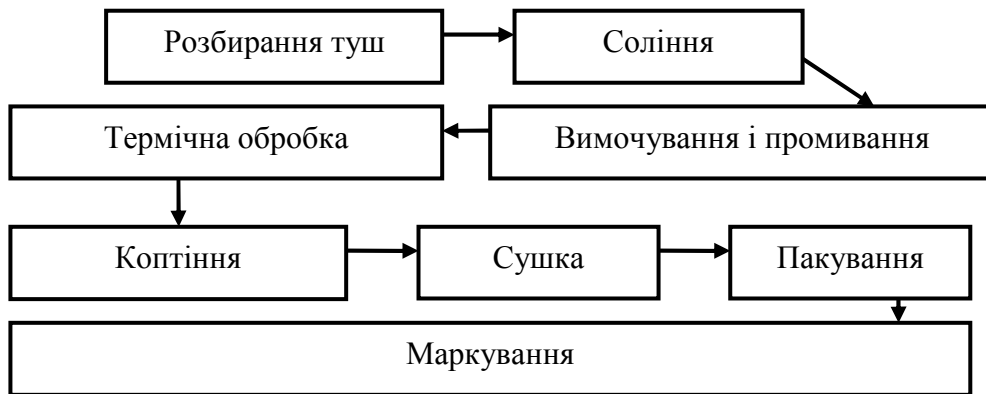 Розбирання туш
Соління
Вимочування і промивання
Термічна обробка
Коптіння
Сушка
Пакування
Маркування